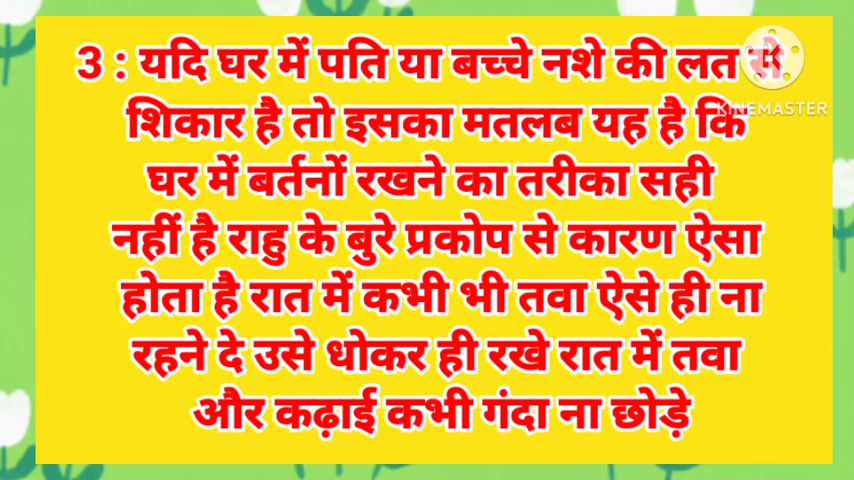 3 : यदि घर में पति या बच्चे नशे की लत से
शिकार है तो इसका मतलब यह है कि
घर में बर्तनों रखने का तरीका सही
नहीं है राहु के बुरे प्रकोप से कारण ऐसा
होता है रात में कभी भी तवा ऐसे ही ना
रहने दे उसे धोकर ही रखे रात में तवा
और कढ़ाई कभी गंदा ना छोड़े
KINEMASTER